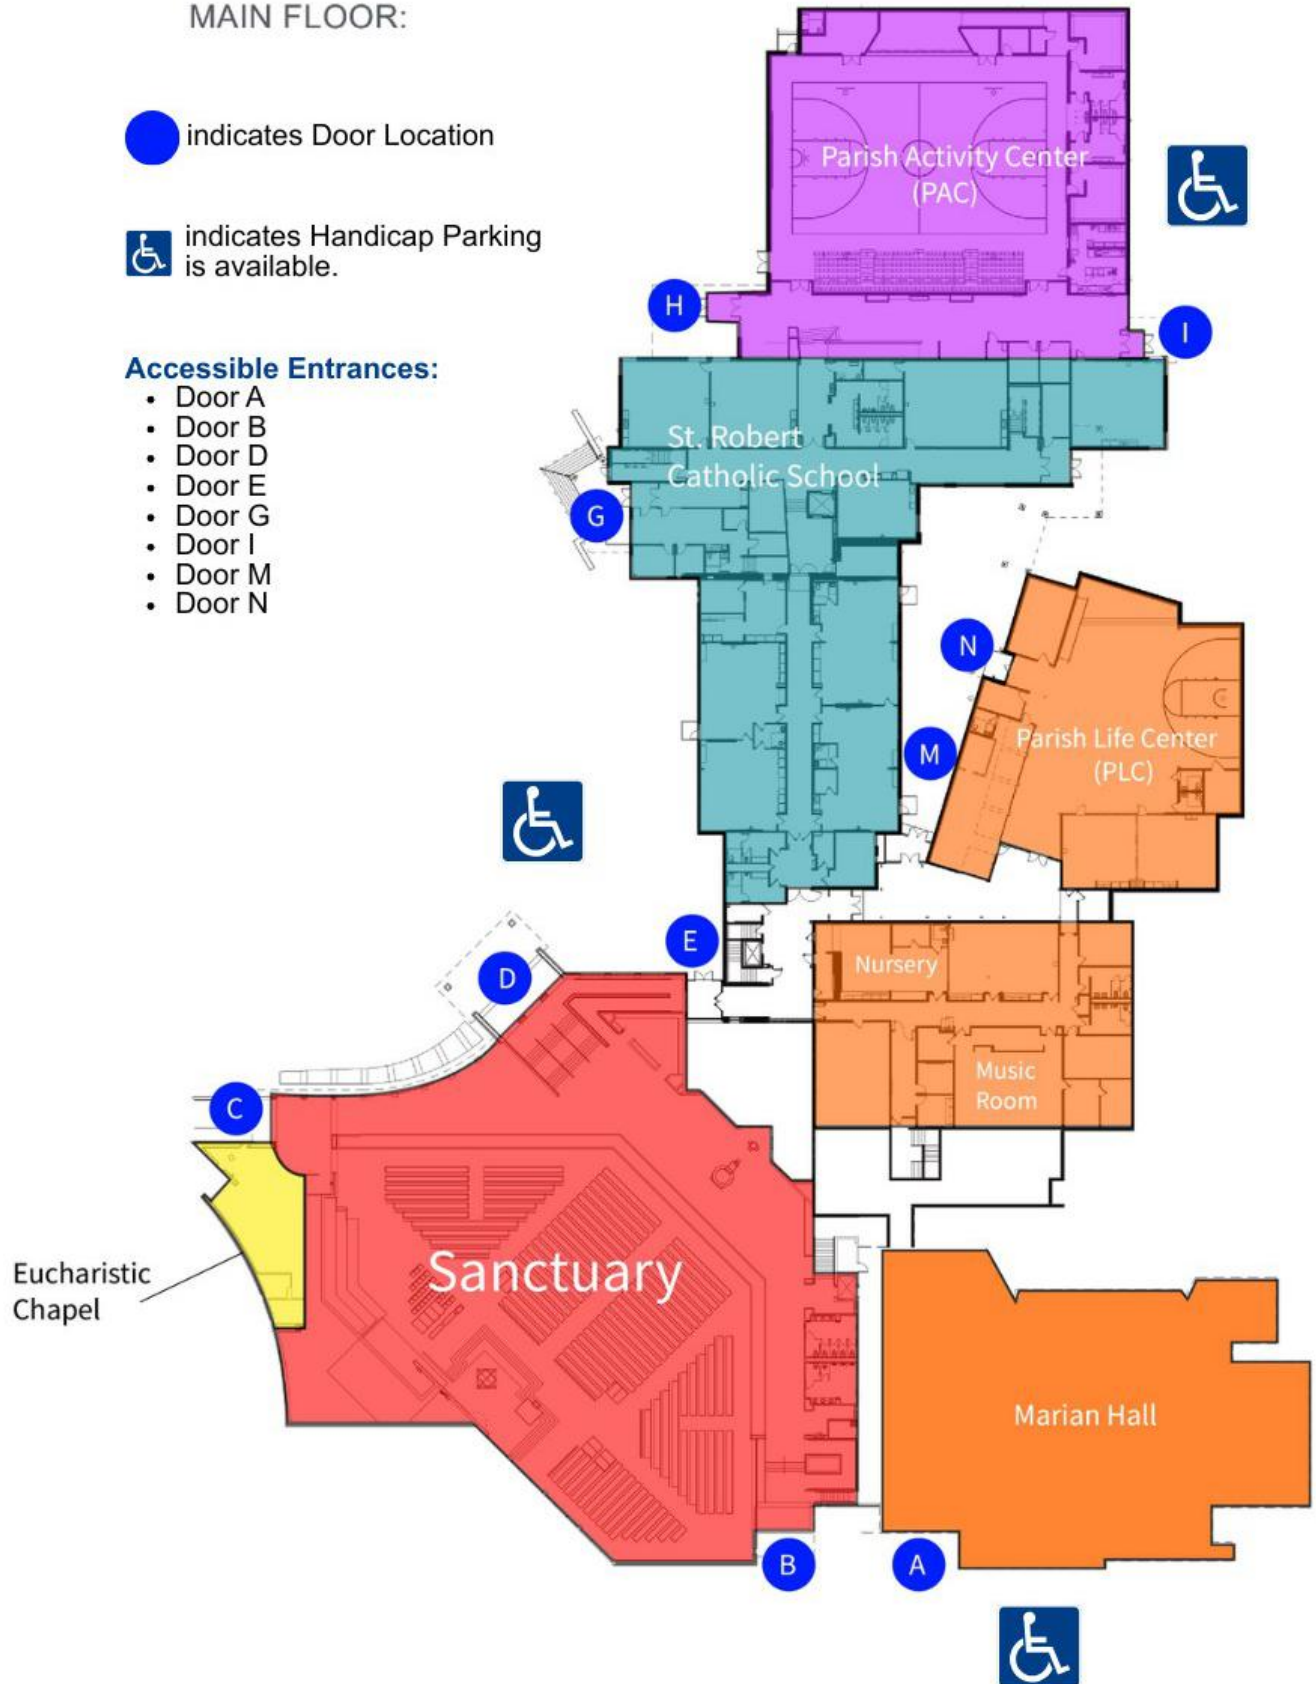 MAIN FLOOR:
indicates Door Location
indicates Handicap Parking
is available.
Accessible Entrances:
• Door A
• Door B
• Door D
• Door E
• Door G
• Door I
• Door M
• Door N
Parish Activity Center
(PAC)
H
I
St. Robert
Catholic School
G
N
M
Parish Life Center
(PLC)
E
D
Nursery
Music
Room
C
Eucharistic
Chapel
Sanctuary
Marian Hall
B
A